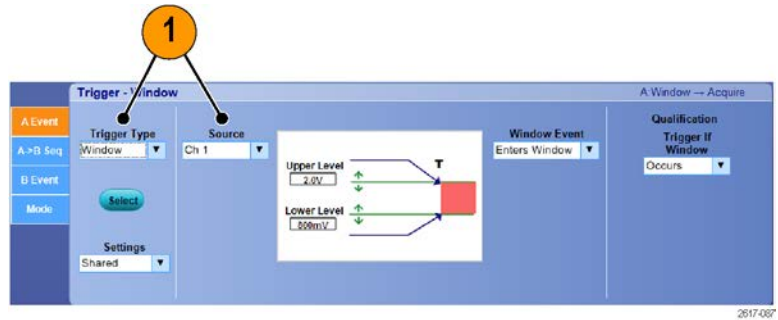 1
Trigger - Window
A:Window → Acquire
A Event
A->B Seq
B Event
Mode
Trigger Type
Window
Select
Settings
Shared
Source
Ch 1
Upper Level
2.0V
Lower Level
800mV
T
Window Event
Enters Window
Qualification
Trigger If
Window
Occurs
2617-087